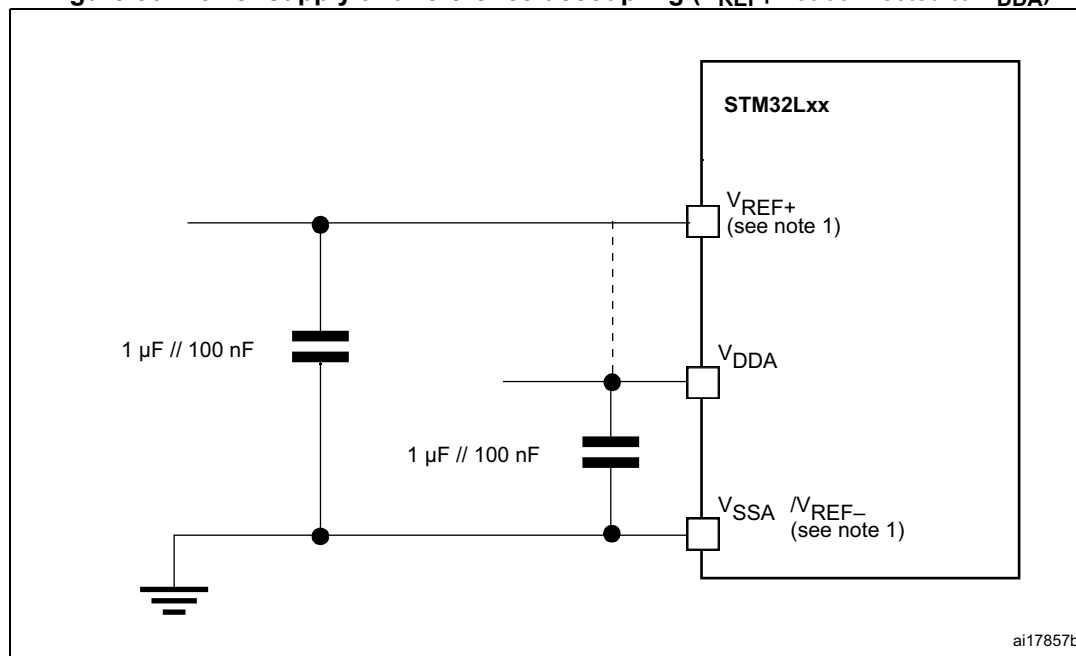 STM32Lxx
VREF+
(see note 1)
1 µF // 100 nF
VDDA
1 µF // 100 nF
VSSA /VREF–
(see note 1)
ai17857b